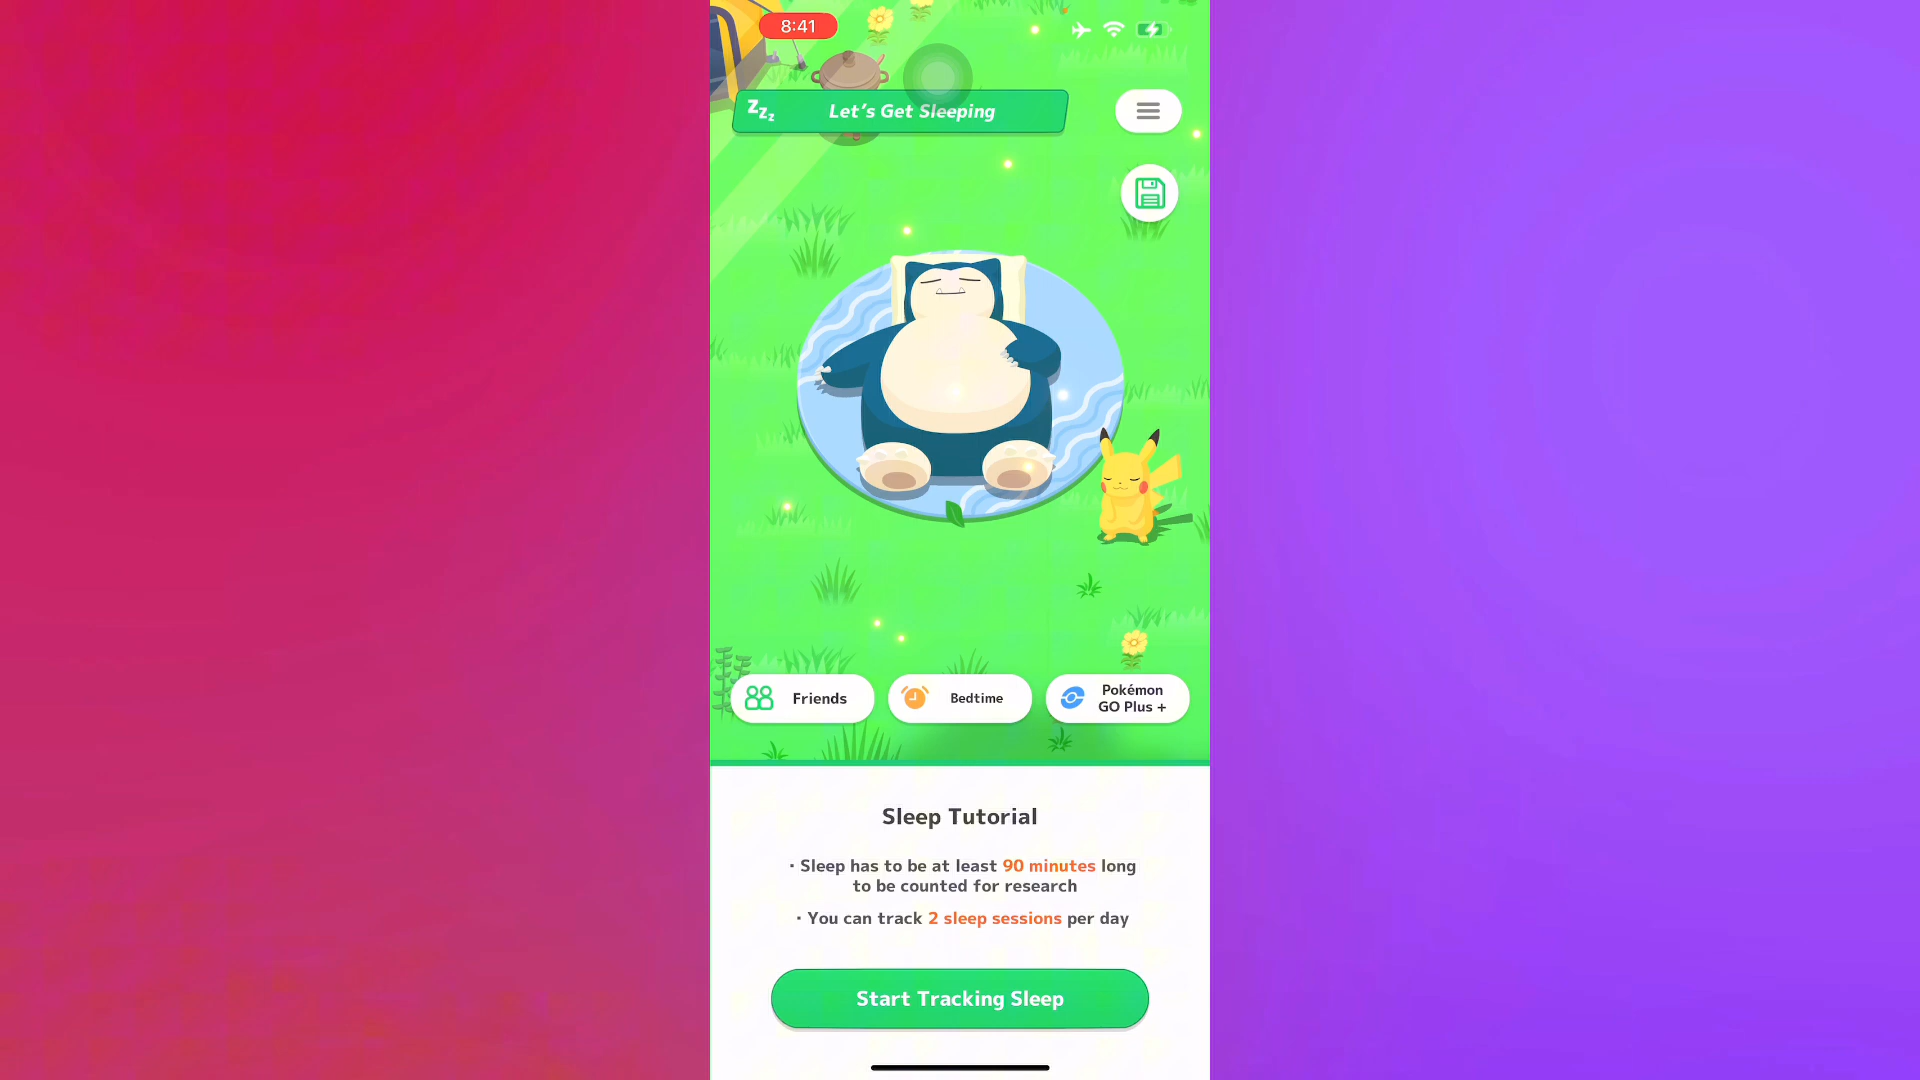 8:41
Zzz
Let's Get Sleeping
Friends
Bedtime
Pokémon
GO Plus +
Sleep Tutorial
· Sleep has to be at least 90 minutes long
to be counted for research
· You can track 2 sleep sessions per day
Start Tracking Sleep